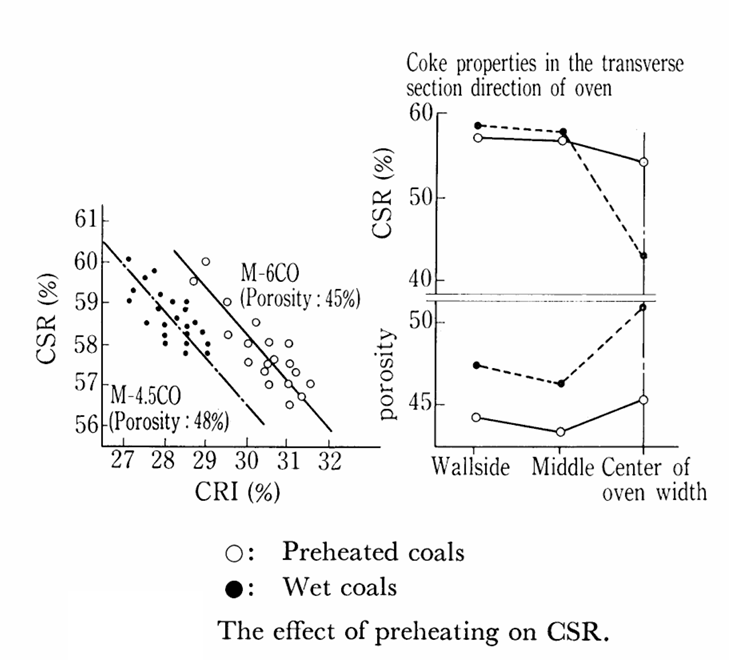 Coke properties in the transverse
section direction of oven
60
CSR (%)
50
40
50
porosity
45
Wallside Middle Center of
oven width
61
60
CSR (%)
59
58
57
56
M-6CO
(Porosity : 45%)
M-4.5CO
(Porosity : 48%)
27 28 29 30 31 32
CRI (%)
○: Preheated coals
●: Wet coals
The effect of preheating on CSR.